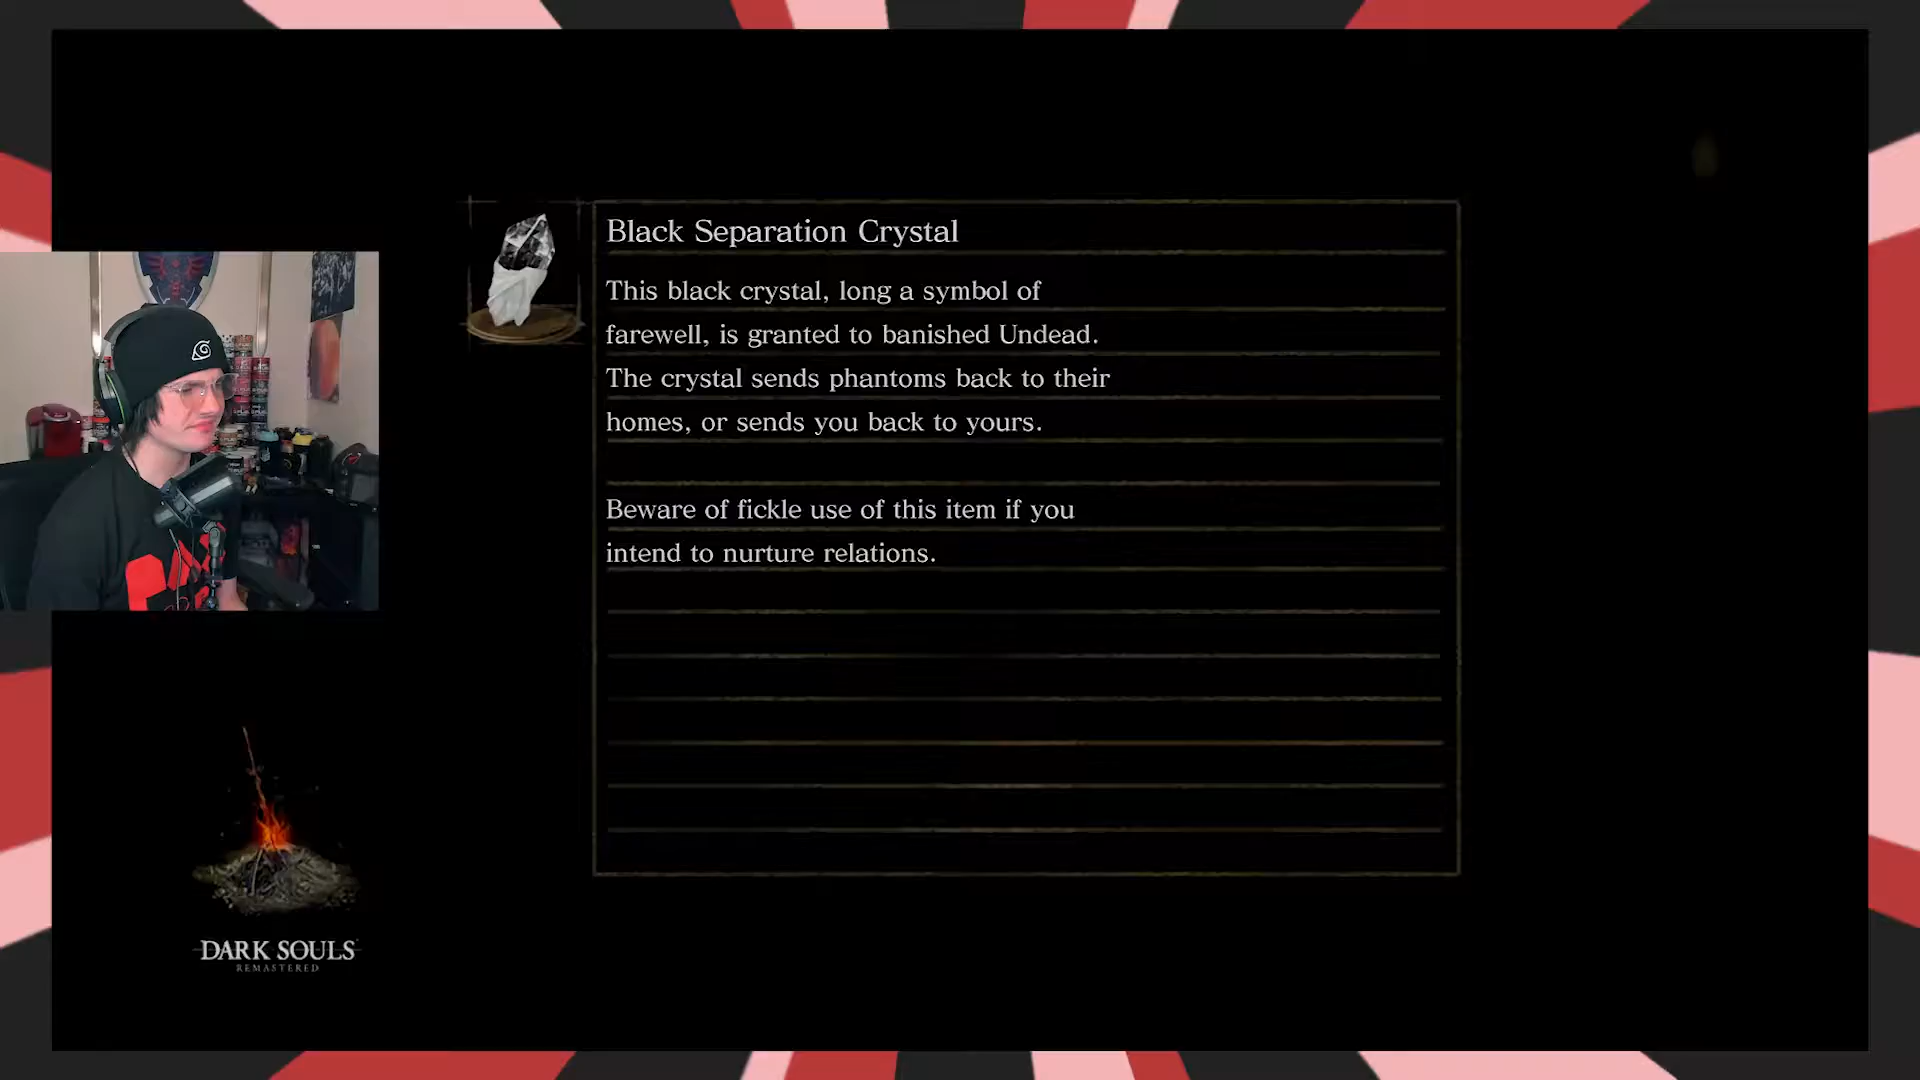 Black Separation Crystal
This black crystal, long a symbol of
farewell, is granted to banished Undead.
The crystal sends phantoms back to their
homes, or sends you back to yours.
Beware of fickle use of this item if you
intend to nurture relations.
DARK SOULS
REMASTERED